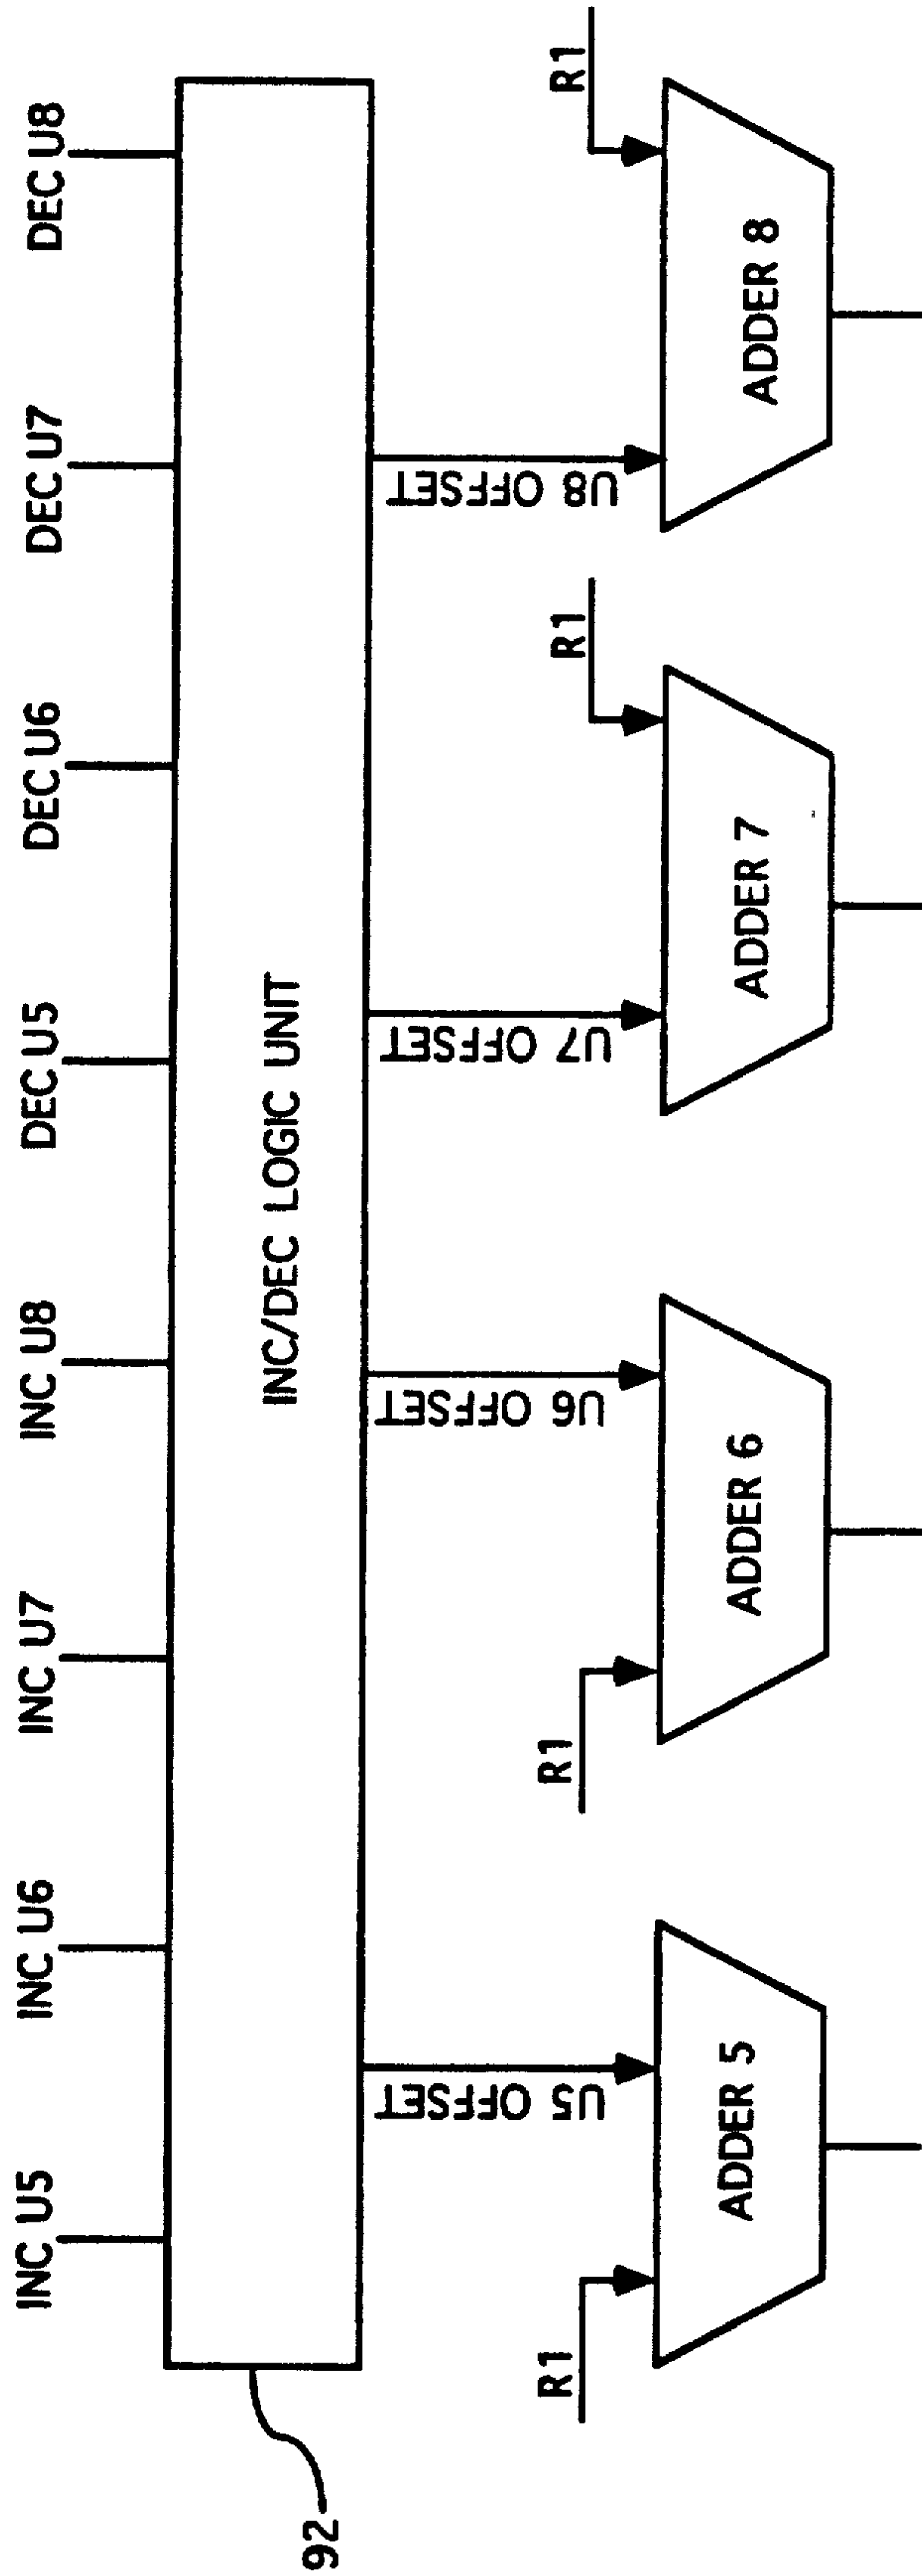 INC U5
INC U6
INC U7
INC U8
DEC U5
DEC U6
DEC U7
DEC U8
INC/DEC LOGIC UNIT
92
U5 OFFSET
U6 OFFSET
U7 OFFSET
U8 OFFSET
R1
R1
R1
R1
ADDER 5
ADDER 6
ADDER 7
ADDER 8